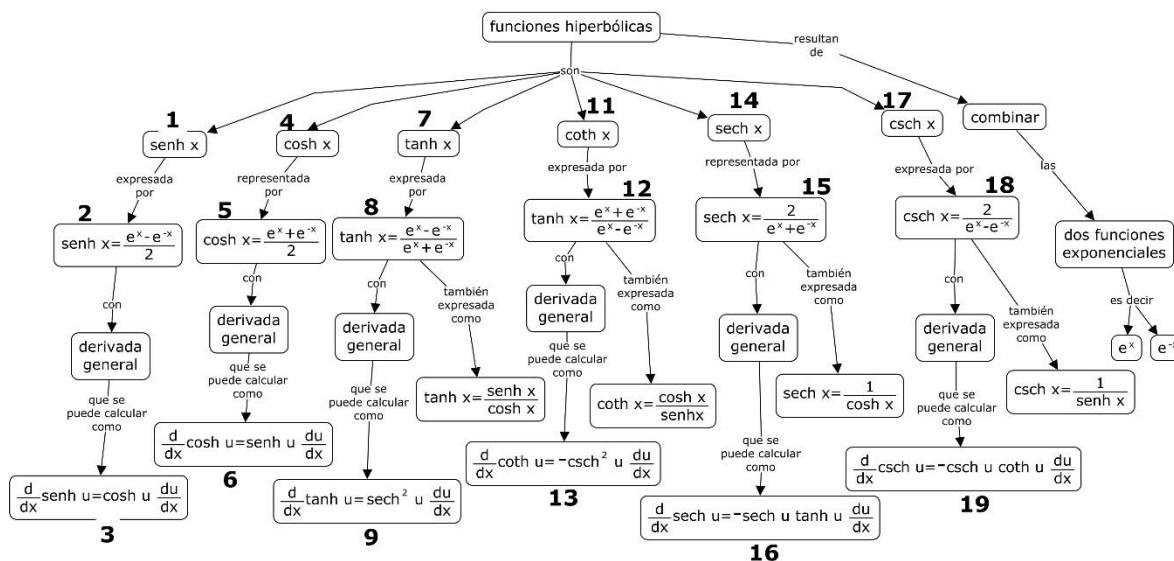 funciones hiperbólicas
resultan
de
son
1
4
7
11
14
17
senh x
cosh x
tanh x
coth x
sech x
csch x
combinar
expresada
por
representada
por
expresada
por
expresada por
representada por
expresada por
las
2
5
8
12
15
18
senh x=(e^x-e^-x)/2
cosh x=(e^x+e^-x)/2
tanh x=(e^x-e^-x)/(e^x+e^-x)
tanh x=(e^x+e^-x)/(e^x-e^-x)
sech x=2/(e^x+e^-x)
csch x=2/(e^x-e^-x)
dos funciones
exponenciales
con
con
con
con
con
con
también
expresada
como
también
expresada
como
también
expresada
como
también
expresada
como
es decir
e^x
e^-x
derivada
general
derivada
general
derivada
general
derivada
general
derivada
general
derivada
general
que se
puede calcular
como
que se
puede calcular
como
que se
puede calcular
como
que se
puede calcular
como
que se
puede calcular
como
que se
puede calcular
como
tanh x=senh x/cosh x
coth x=cosh x/senhx
sech x=1/cosh x
csch x=1/senh x
d/dx senh u=cosh u du/dx
3
d/dx cosh u=senh u du/dx
6
d/dx tanh u=sech² u du/dx
9
d/dx coth u=-csch² u du/dx
13
d/dx sech u=-sech u tanh u du/dx
16
d/dx csch u=-csch u coth u du/dx
19